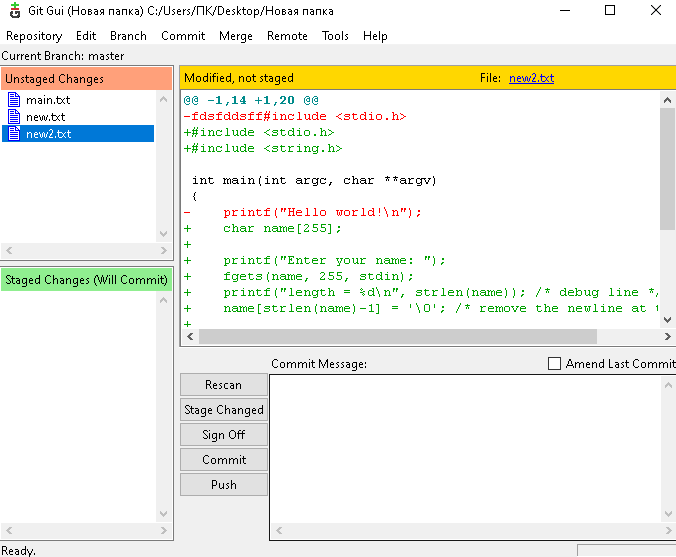 Git Gui (Новая папка) C:/Users/ПК/Desktop/Новая папка
Repository Edit Branch Commit Merge Remote Tools Help
Current Branch: master
Unstaged Changes
main.txt
new.txt
new2.txt
Staged Changes (Will Commit)
Modified, not staged File: new2.txt
@@ -1,14 +1,20 @@
-fdsfddsff#include <stdio.h>
+#include <stdio.h>
+#include <string.h>
int main(int argc, char **argv)
{
- printf("Hello world!\n");
+ char name[255];
+
+ printf("Enter your name: ");
+ fgets(name, 255, stdin);
+ printf("length = %d\n", strlen(name)); /* debug line *
+ name[strlen(name)-1] = '\0'; /* remove the newline at
+
Commit Message: Amend Last Commit
Rescan
Stage Changed
Sign Off
Commit
Push
Ready.